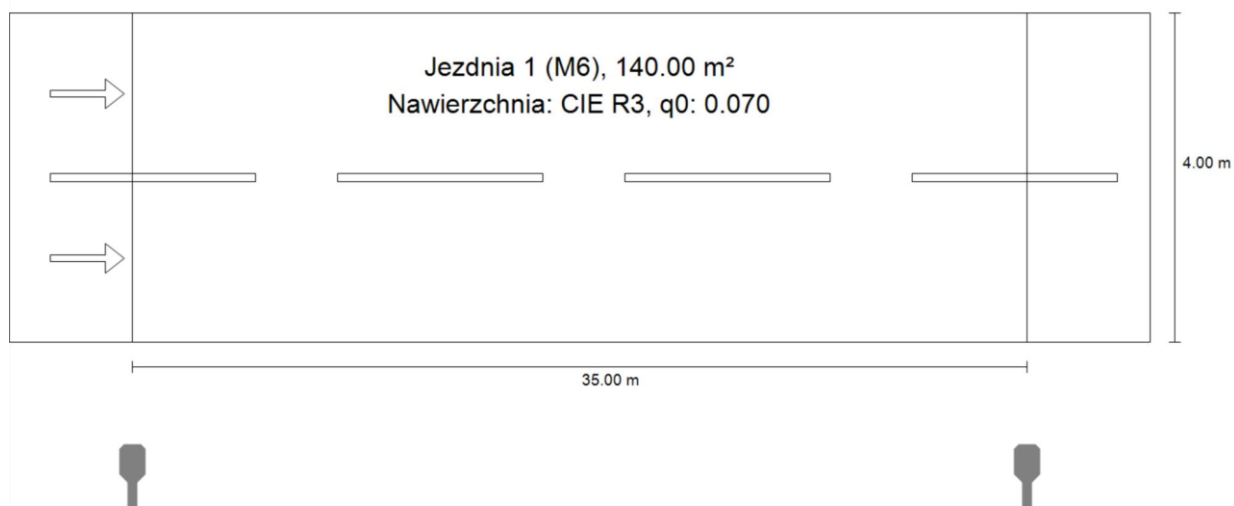 Jezdnia 1 (M6), 140.00 m²
Nawierzchnia: CIE R3, q0: 0.070
4.00 m
35.00 m